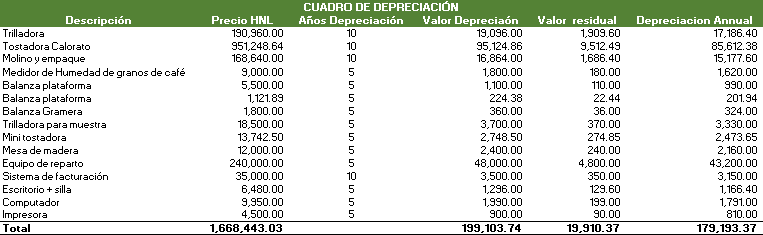 CUADRO DE DEPRECIACIÓN
Descripción Precio HNL Años Depreciación Valor Depreciaón Valor residual Depreciacion Annual
Trilladora 190,960.00 10 19,096.00 1,909.60 17,186.40
Tostadora Calorato 951,248.64 10 95,124.86 9,512.49 85,612.38
Molino y empaque 168,640.00 10 16,864.00 1,686.40 15,177.60
Medidor de Humedad de granos de café 9,000.00 5 1,800.00 180.00 1,620.00
Balanza plataforma 5,500.00 5 1,100.00 110.00 990.00
Balanza plataforma 1,121.89 5 224.38 22.44 201.94
Balanza Gramera 1,800.00 5 360.00 36.00 324.00
Trilladora para muestra 18,500.00 5 3,700.00 370.00 3,330.00
Mini tostadora 13,742.50 5 2,748.50 274.85 2,473.65
Mesa de madera 12,000.00 5 2,400.00 240.00 2,160.00
Equipo de reparto 240,000.00 5 48,000.00 4,800.00 43,200.00
Sistema de facturación 35,000.00 10 3,500.00 350.00 3,150.00
Escritorio + silla 6,480.00 5 1,296.00 129.60 1,166.40
Computador 9,950.00 5 1,990.00 199.00 1,791.00
Impresora 4,500.00 5 900.00 90.00 810.00
Total 1,668,443.03 199,103.74 19,910.37 179,193.37